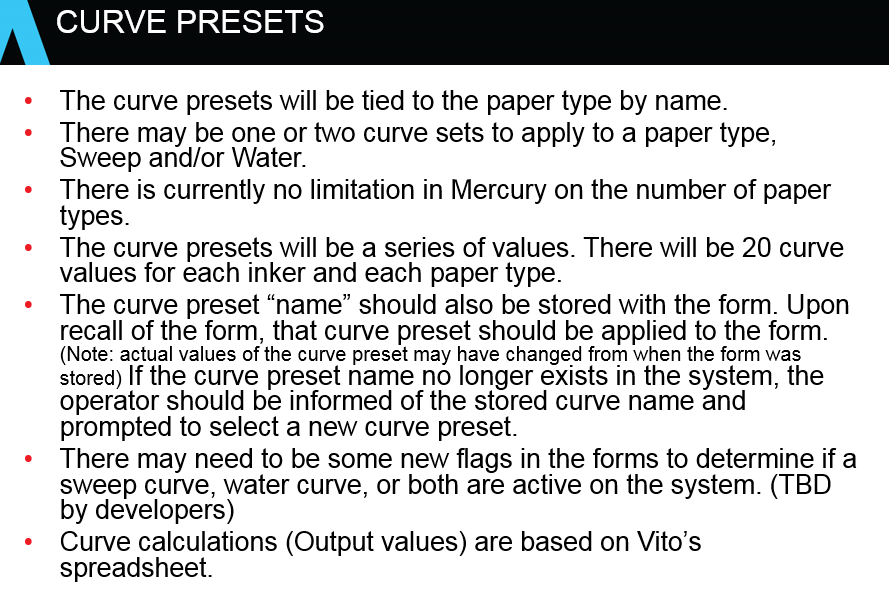 CURVE PRESETS
• The curve presets will be tied to the paper type by name.
• There may be one or two curve sets to apply to a paper type,
Sweep and/or Water.
• There is currently no limitation in Mercury on the number of paper
types.
• The curve presets will be a series of values. There will be 20 curve
values for each inker and each paper type.
• The curve preset “name” should also be stored with the form. Upon
recall of the form, that curve preset should be applied to the form.
(Note: actual values of the curve preset may have changed from when the form was
stored) If the curve preset name no longer exists in the system, the
operator should be informed of the stored curve name and
prompted to select a new curve preset.
• There may need to be some new flags in the forms to determine if a
sweep curve, water curve, or both are active on the system. (TBD
by developers)
• Curve calculations (Output values) are based on Vito’s
spreadsheet.